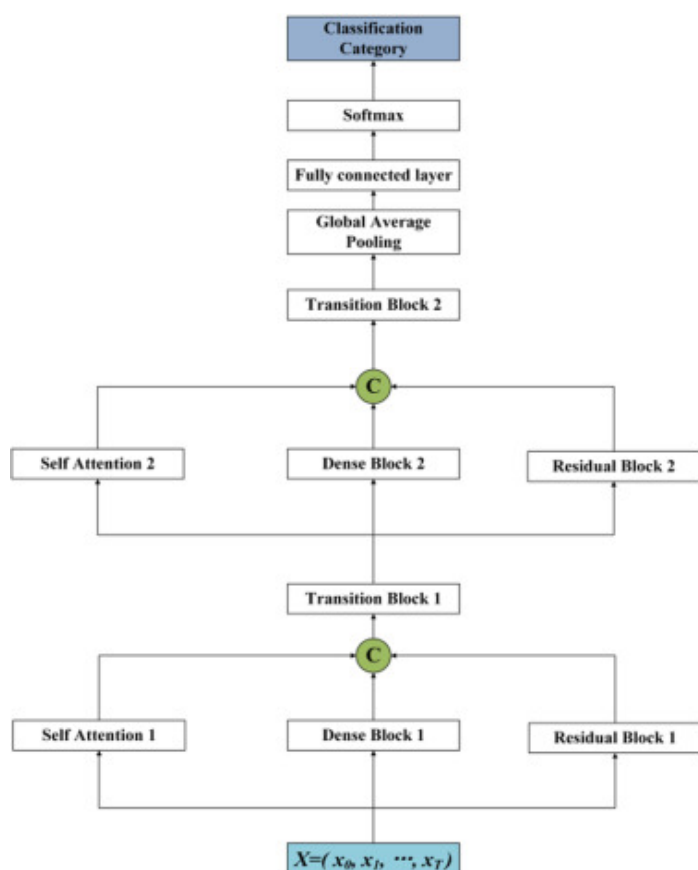 Classification
Category
Softmax
Fully connected layer
Global Average
Pooling
Transition Block 2
C
Self Attention 2
Dense Block 2
Residual Block 2
Transition Block 1
C
Self Attention 1
Dense Block 1
Residual Block 1
X=( x₀, x₁, ···, x_T )